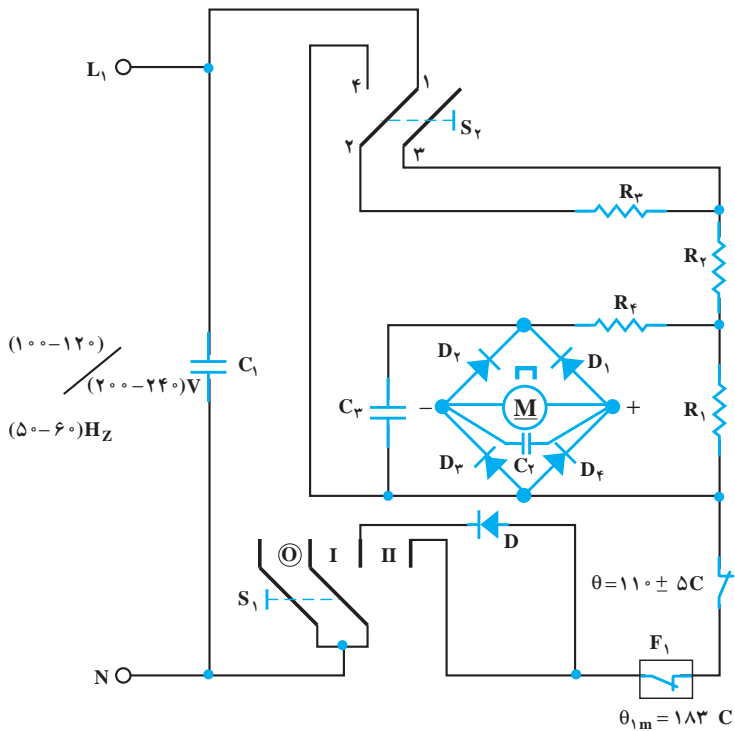 L۱
۴
۱
S۲
۲
۳
R۳
R۲
R۴
D۲
D۱
(۱۰۰−۱۲۰)
(۲۰۰−۲۴۰)V
C۱
C۳
−
M
+
R۱
(۵۰−۶۰)HZ
D۳
C۲
D۴
O
I
II
D
S۱
θ=۱۱۰± ۵C
F۱
N
θ۱m = ۱۸۳ C